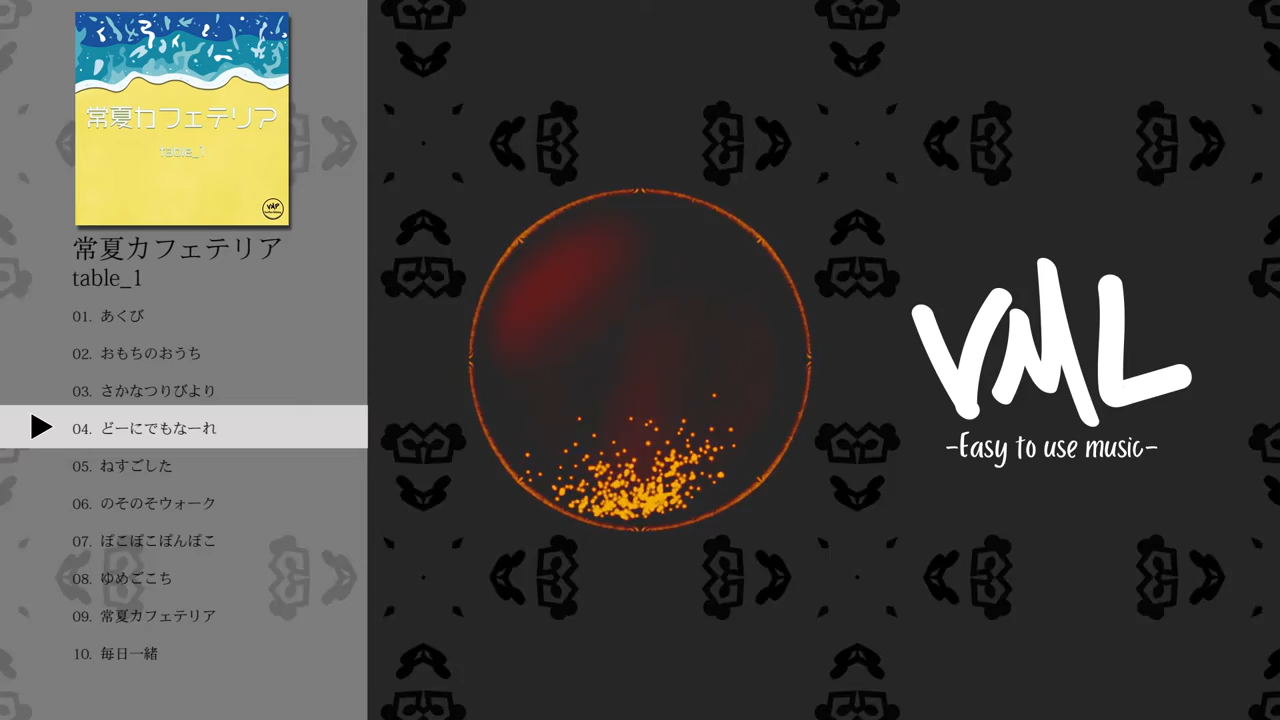 常夏カフェテリア
table_1
常夏カフェテリア
table_1
01. あくび
02. おもちのおうち
03. さかなつりびより
04. どーにでもなーれ
05. ねすごした
06. のそのそウォーク
07. ぽこぽこぽんぽこ
08. ゆめごこち
09. 常夏カフェテリア
10. 毎日一緒
VML
-Easy to use music-